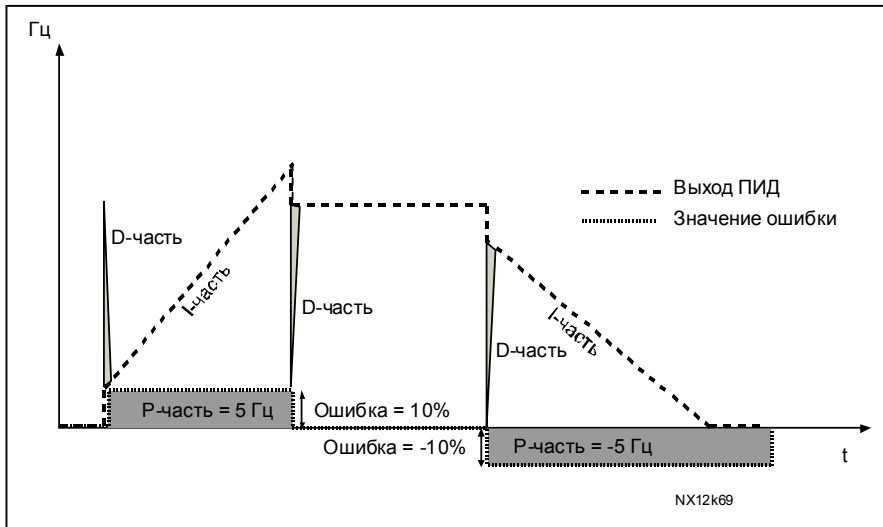 Гц
Выход ПИД
Значение ошибки
D-часть
I-часть
D-часть
D-часть
I-часть
P-часть = 5 Гц
Ошибка = 10%
Ошибка = -10%
P-часть = -5 Гц
t
NX12k69